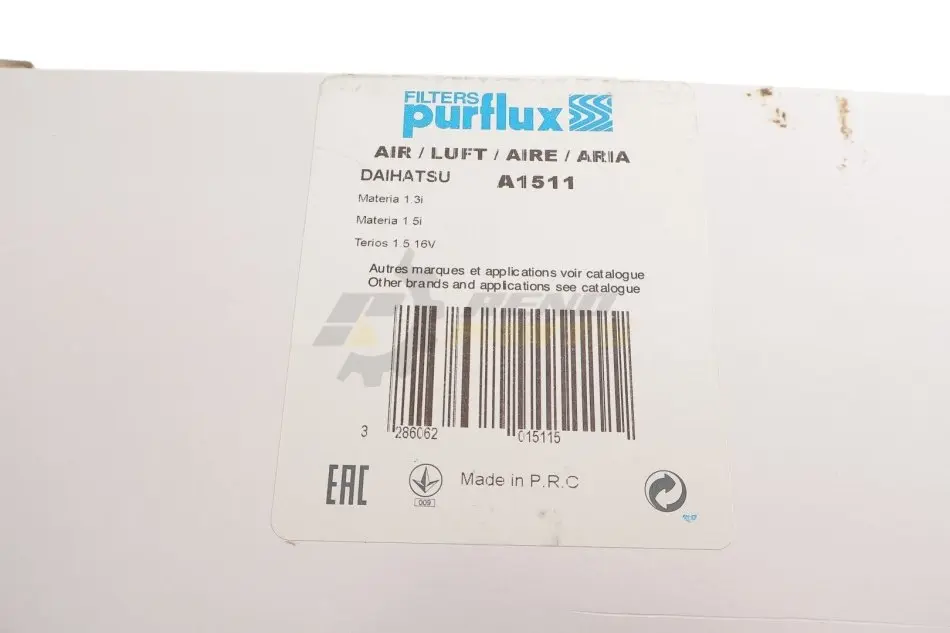 FILTERS
purflux
AIR / LUFT / AIRE / ARIA
DAIHATSU A1511
Materia 1.3i
Materia 1.5i
Terios 1.5 16V
Autres marques et applications voir catalogue
Other brands and applications see catalogue
3 286062 015115
EAC 009 Made in P.R.C